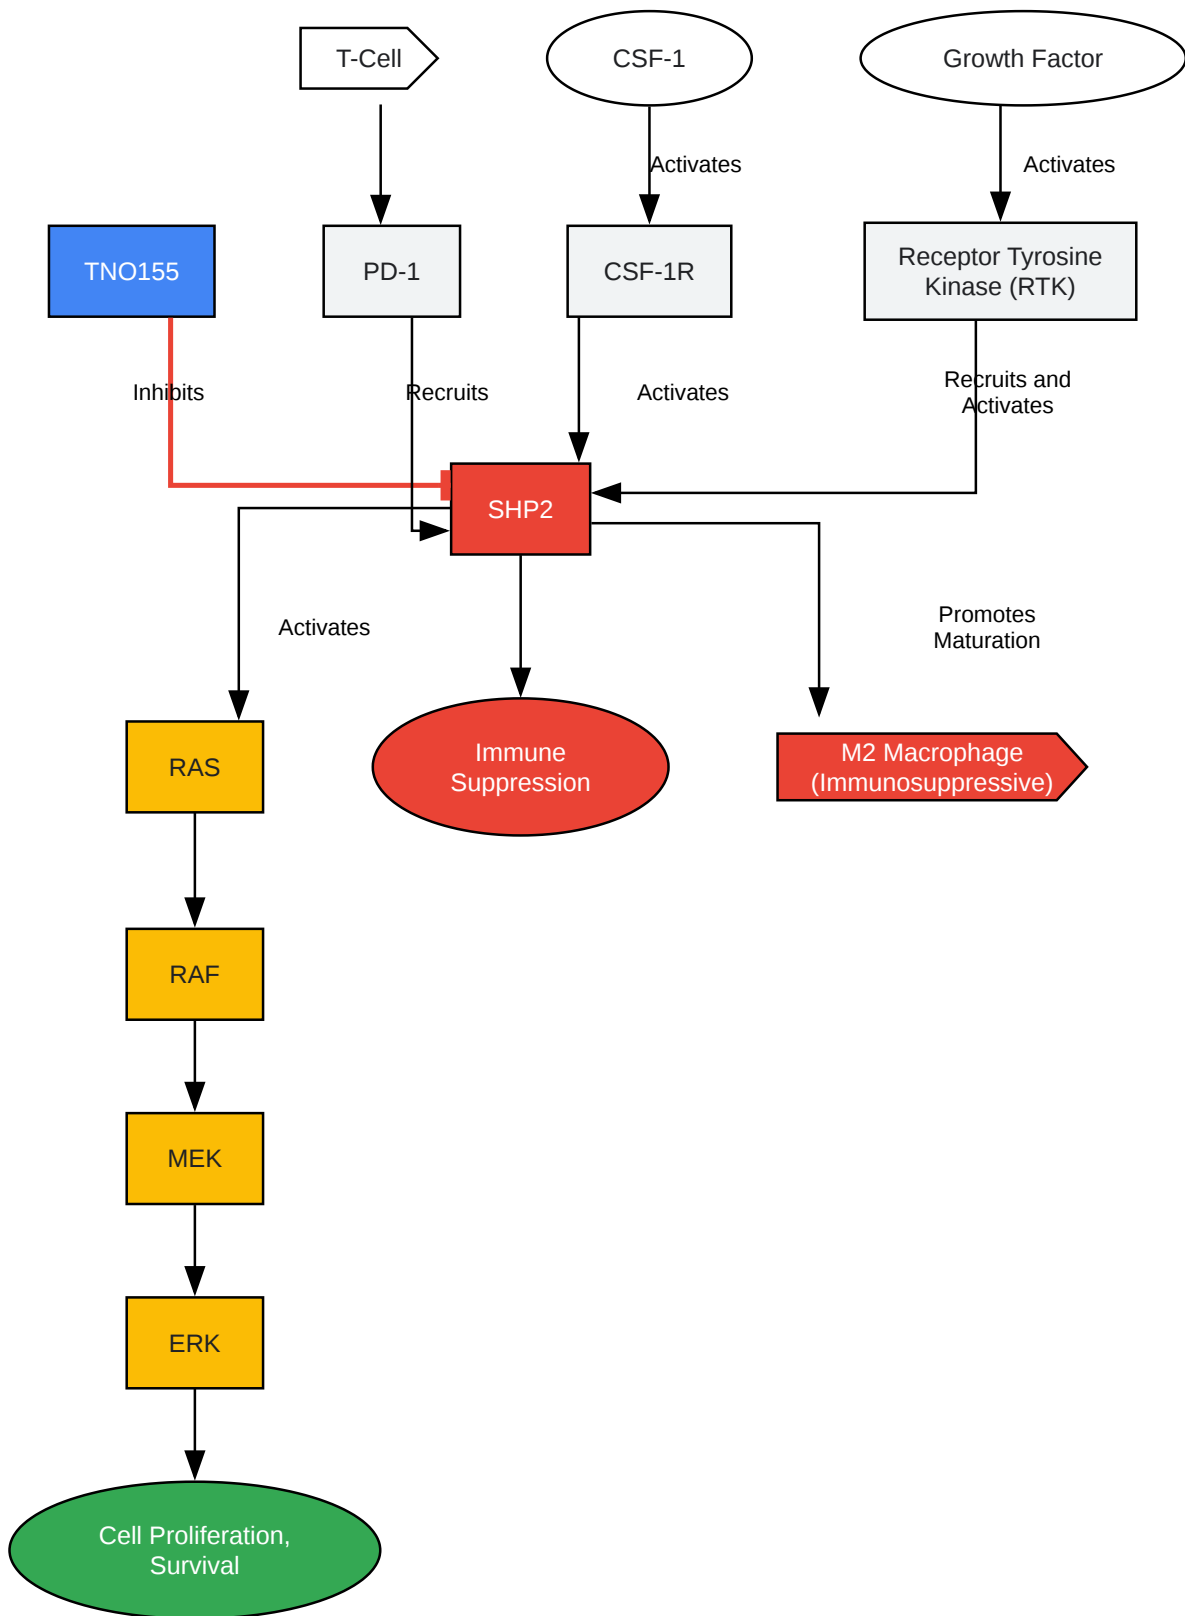 T-Cell
CSF-1
Growth Factor
Activates
Activates
TNO155
PD-1
CSF-1R
Receptor Tyrosine
Kinase (RTK)
Inhibits
Recruits
Activates
Recruits and
Activates
SHP2
Activates
Promotes
Maturation
RAS
Immune
Suppression
M2 Macrophage
(Immunosuppressive)
RAF
MEK
ERK
Cell Proliferation,
Survival